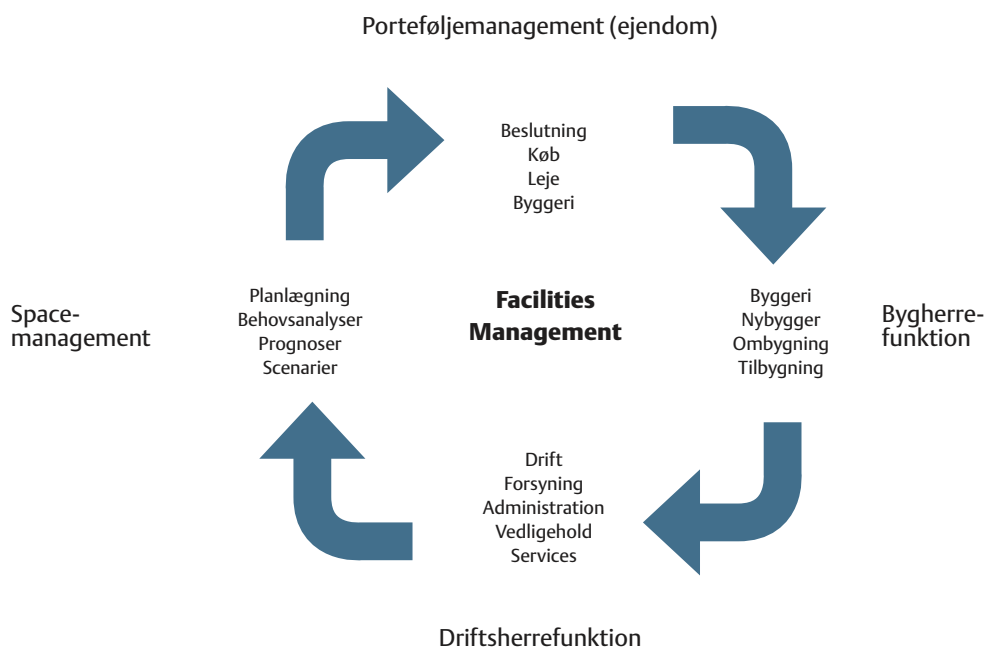 Porteføljemanagement (ejendom)
Beslutning
Køb
Leje
Byggeri
Space-
management
Planlægning
Behovsanalyser
Prognoser
Scenarier
Facilities
Management
Byggeri
Nybygger
Ombygning
Tilbygning
Bygherre-
funktion
Drift
Forsyning
Administration
Vedligehold
Services
Driftsherrefunktion